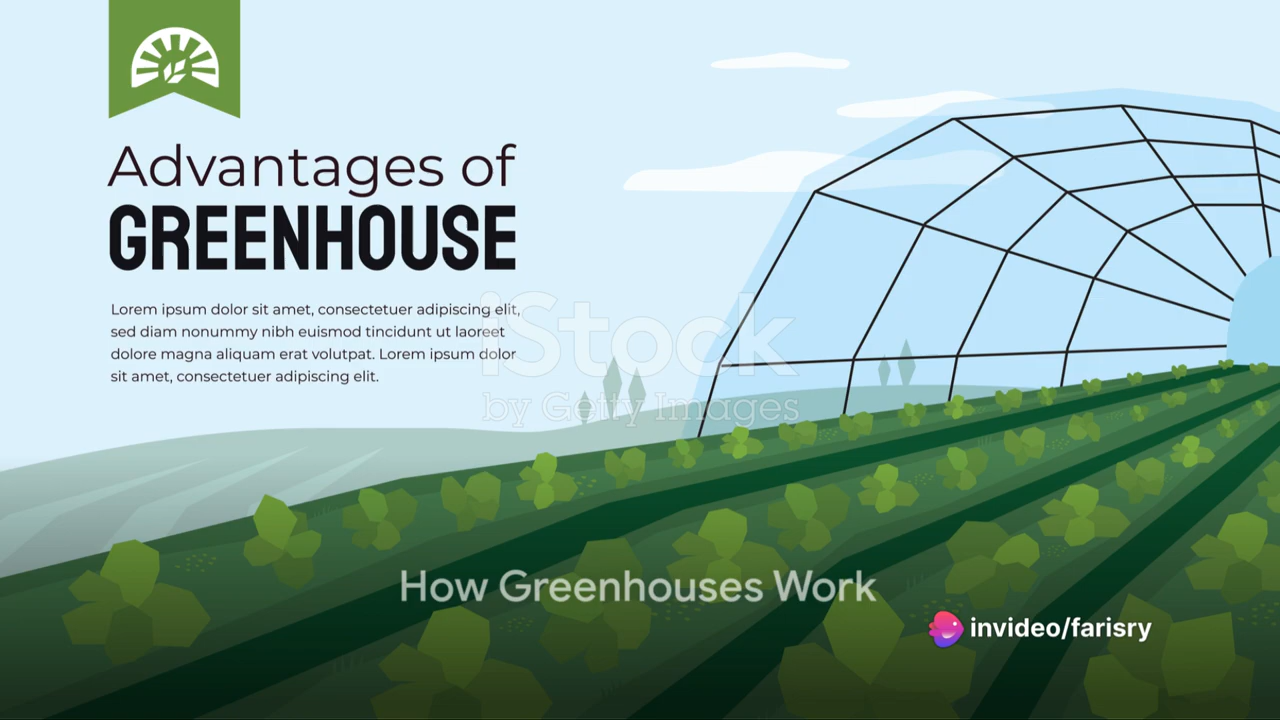 Advantages of
GREENHOUSE
Lorem ipsum dolor sit amet, consectetuer adipiscing elit,
sed diam nonummy nibh euismod tincidunt ut laoreet
dolore magna aliquam erat volutpat. Lorem ipsum dolor
sit amet, consectetuer adipiscing elit.
iStock
by Getty Images
How Greenhouses Work
invideo/farisry